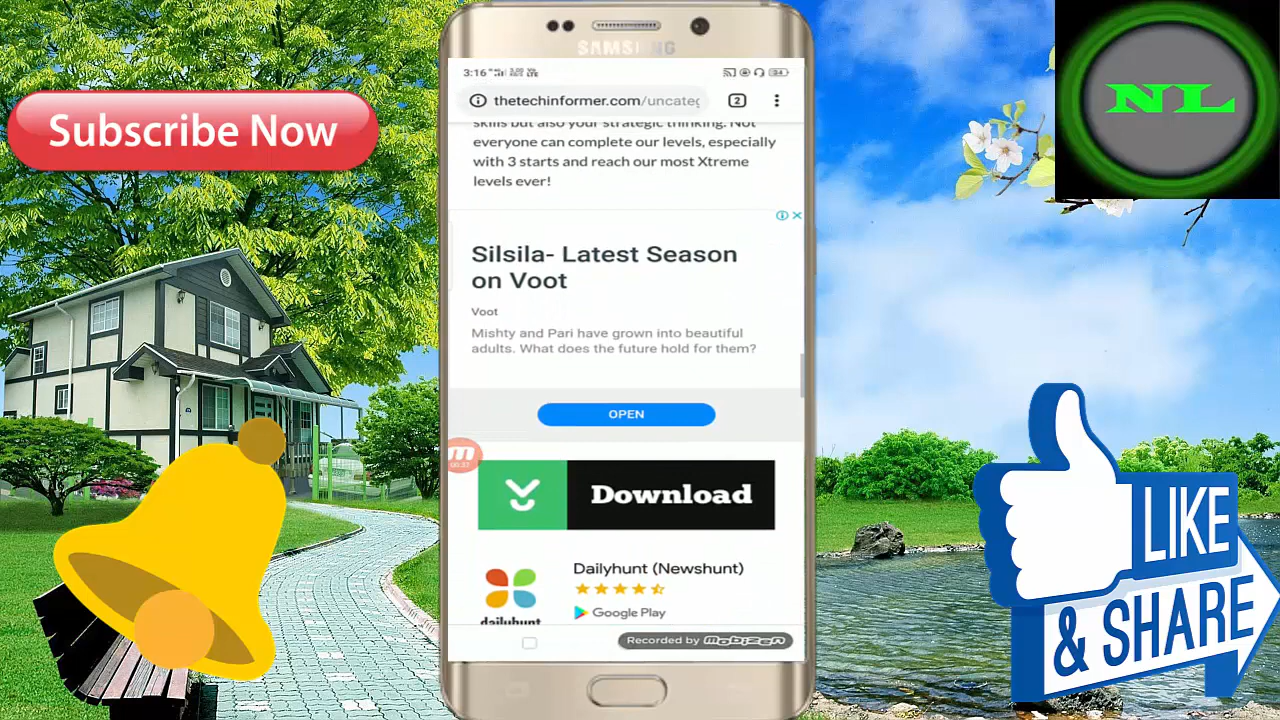 SAMSUNG
3:16
34
thetechinformer.com/uncateg
2
skills but also your strategic thinking. Not
everyone can complete our levels, especially
with 3 starts and reach our most Xtreme
levels ever!
Silsila- Latest Season
on Voot
Voot
Mishty and Pari have grown into beautiful
adults. What does the future hold for them?
OPEN
Download
Dailyhunt (Newshunt)
Google Play
dailyhunt
Recorded by mobizen
Subscribe Now
NL
LIKE
& SHARE